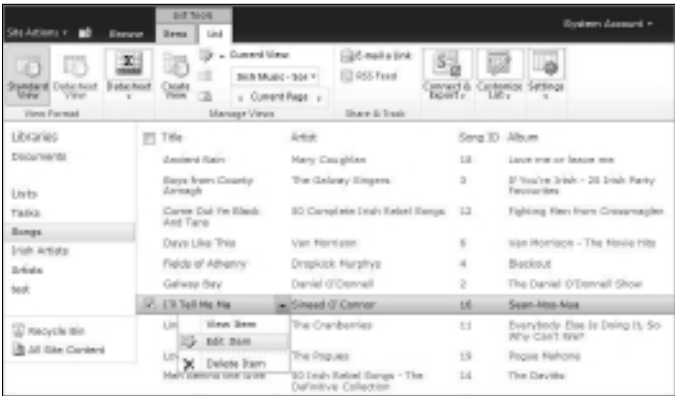 List Tools
Site Actions Browse Items List System Account
Standard View
Datasheet View
Create View
Current View
Irish Music - Sor
Current Page
E-mail a Link
RSS Feed
Connect & Export
Customize List
Settings
View Format Manage Views Share & Track
Libraries
Documents
Lists
Tasks
Songs
Irish Artists
Artists
test
Recycle Bin
All Site Content
Title Artist Song ID Album
Ancient Rain Mary Coughlan 18 Love me or leave me
Boys from County Armagh The Galway Singers 3 If You're Irish - 25 Irish Party Favourites
Come Out Ye Black And Tans 50 Complete Irish Rebel Songs 12 Fighting Men from Crossmaglen
Days Like This Van Morrison Van Morrison - The Movie Hits
Fields of Athenry Dropkick Murphys 4 Blackout
Galway Bay Daniel O'Donnell 2 The Daniel O'Donnell Show
I'll Tell Me Ma Sinead O' Connor 16 Sean-Nos-Nua
The Cranberries 11 Everybody Else Is Doing It, So Why Can't We?
View Item
Edit Item
Delete Item
The Pogues Pogue Mahone
Men Behind the Wire 50 Irish Rebel Songs - The Definitive Collection 14